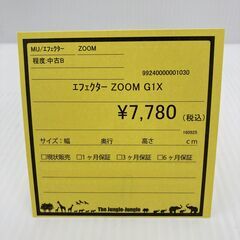 MU/エフェクター ZOOM
程度:中古B
99240000001030
エフェクター ZOOM G1X
¥7,780 (税込)
160925
サイズ:幅 奥行 高さ cm
□現状販売 □1ヶ月保証 □3ヶ月保証 □6ヶ月保証
The Jungle-Jungle